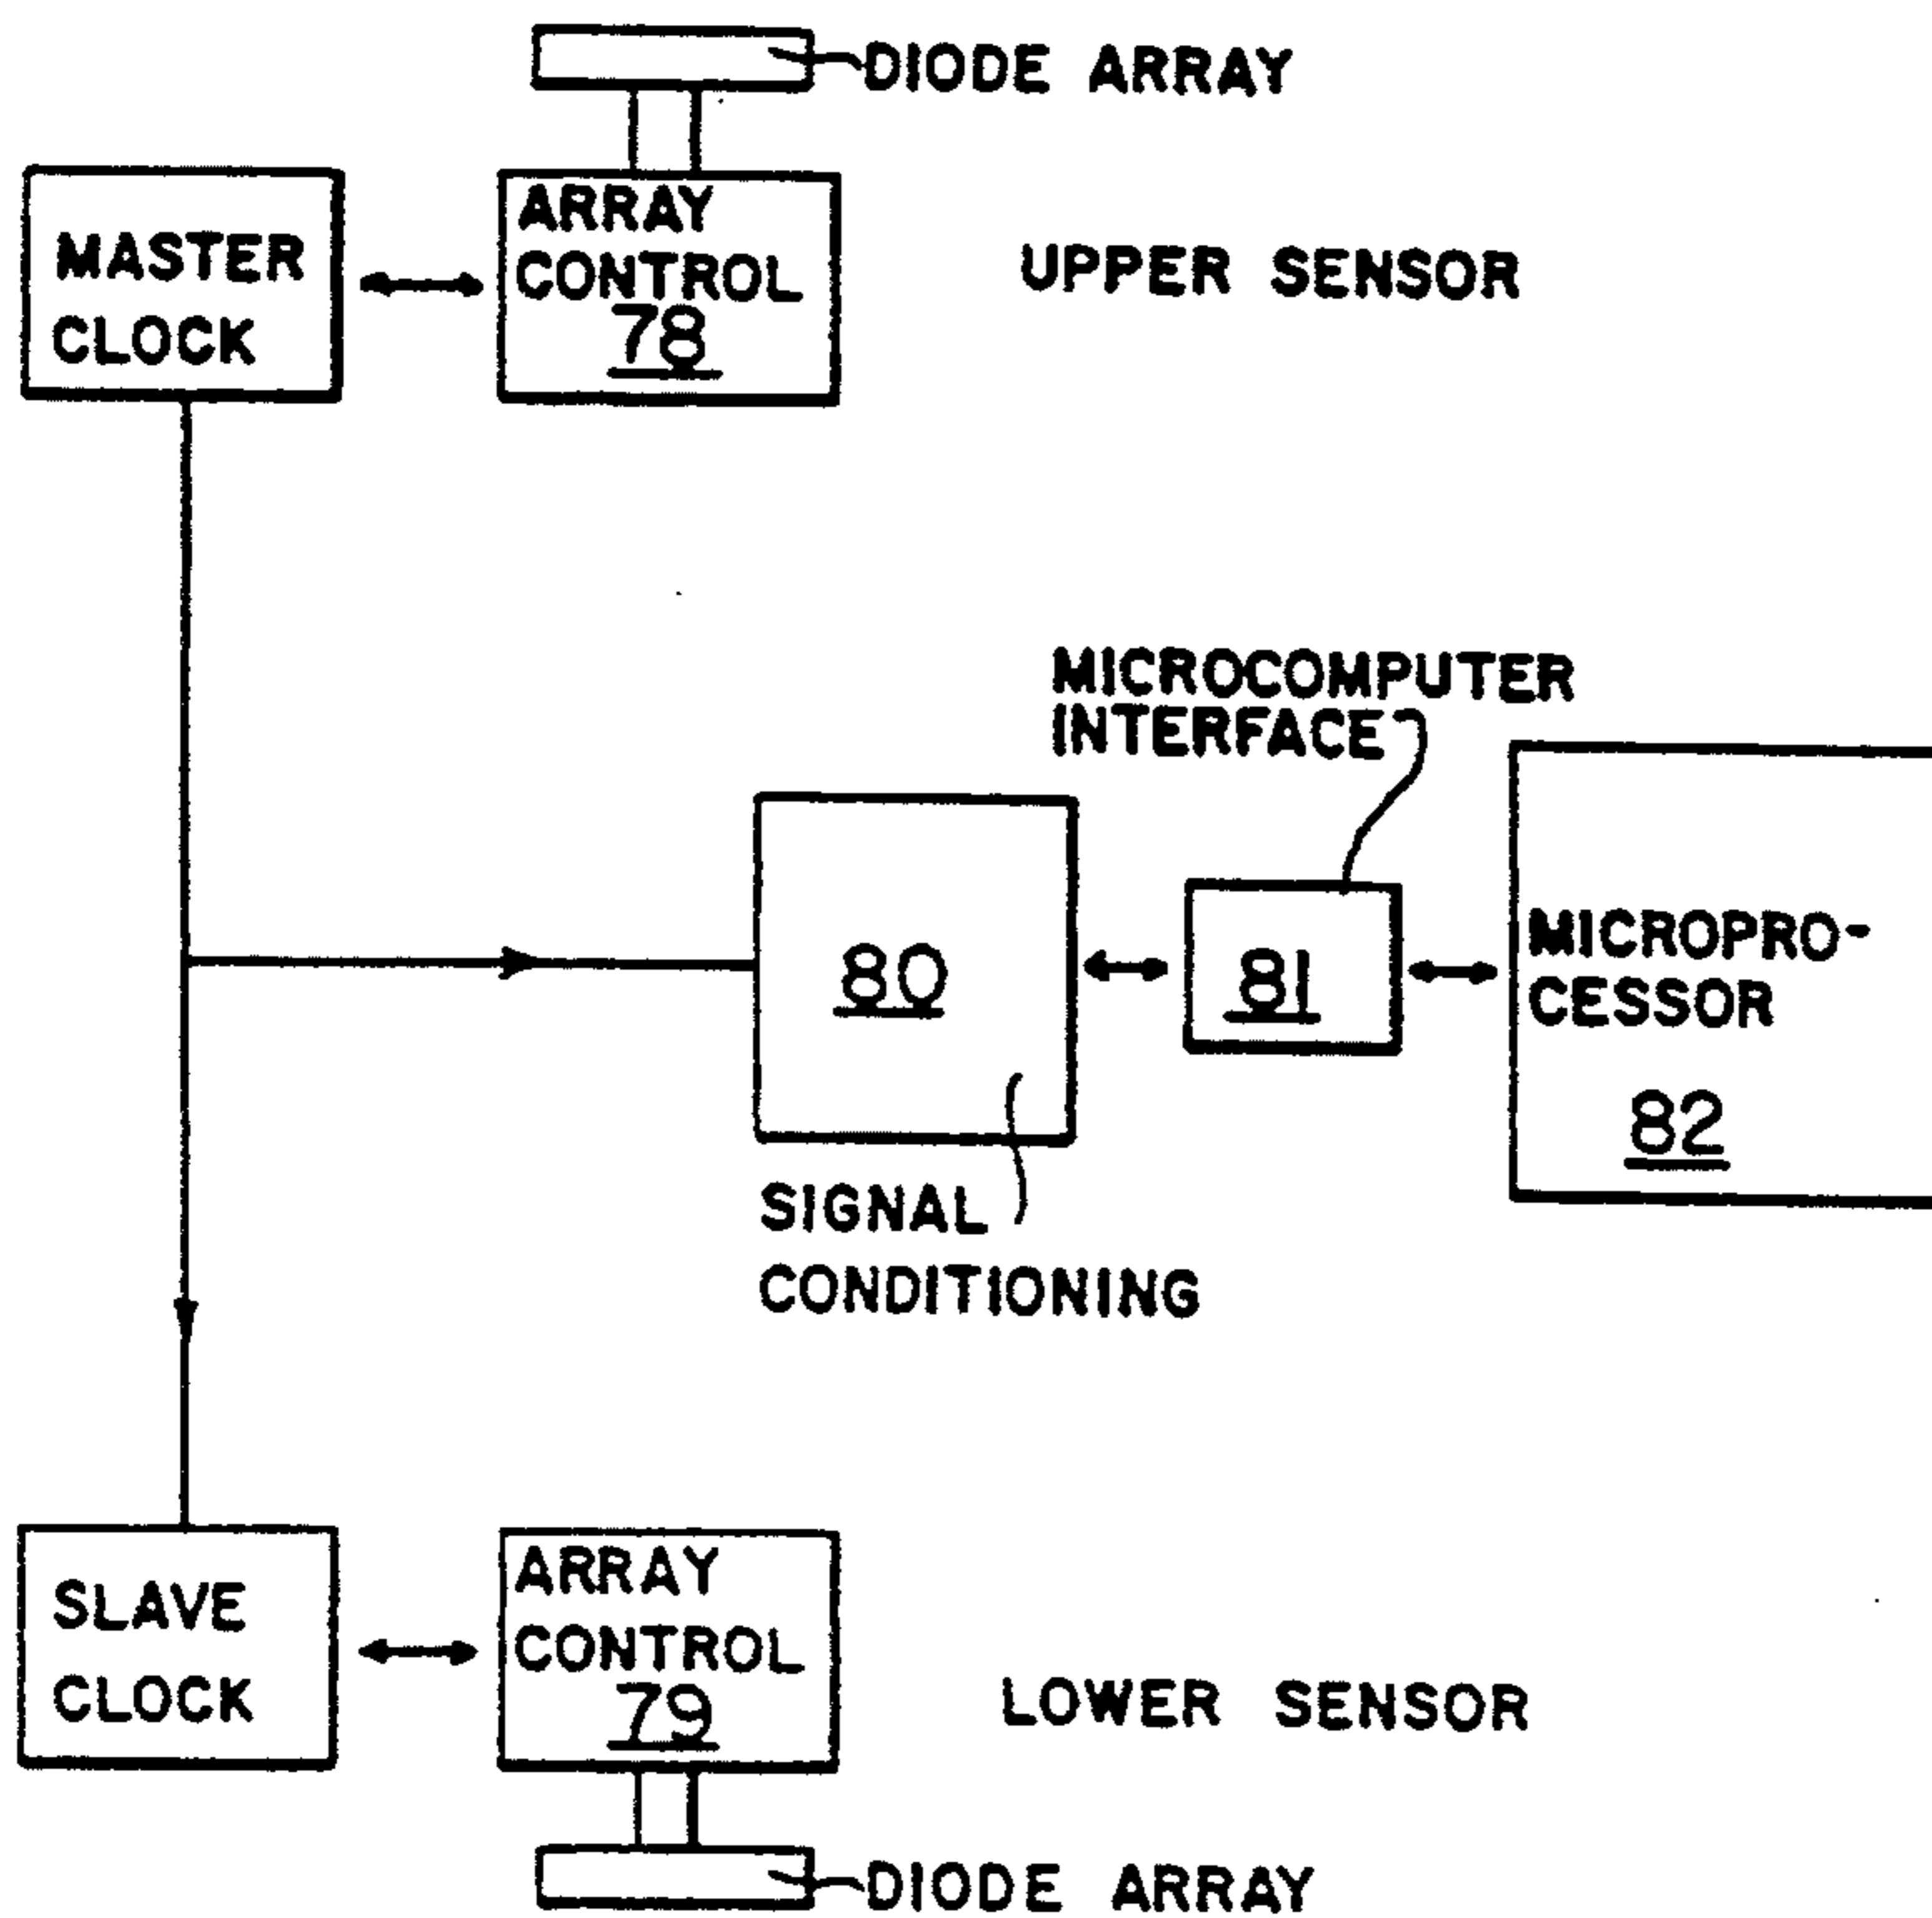 DIODE ARRAY
MASTER
CLOCK
ARRAY
CONTROL
78
UPPER SENSOR
MICROCOMPUTER
INTERFACE
80
81
MICROPRO-
CESSOR
82
SIGNAL
CONDITIONING
SLAVE
CLOCK
ARRAY
CONTROL
79
LOWER SENSOR
DIODE ARRAY